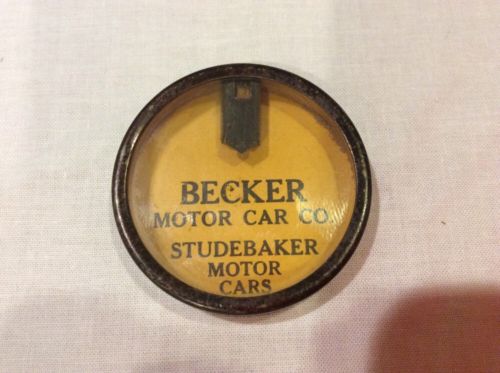 BECKER
MOTOR CAR CO.
STUDEBAKER
MOTOR
CARS